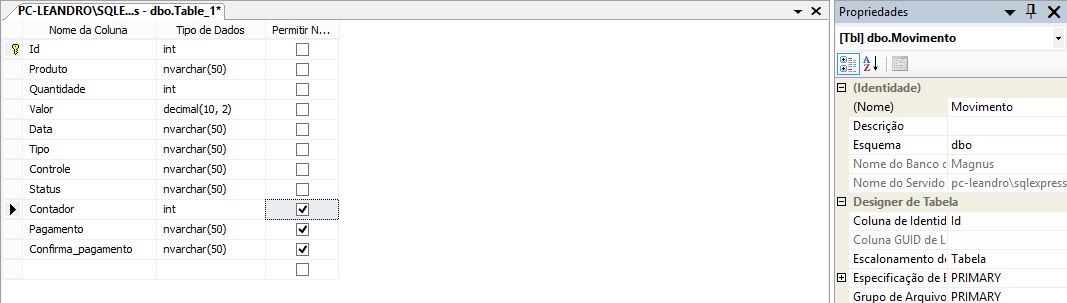 PC-LEANDRO\SQLE...s - dbo.Table_1*
Nome da Coluna Tipo de Dados Permitir N...
Id int
Produto nvarchar(50)
Quantidade int
Valor decimal(10, 2)
Data nvarchar(50)
Tipo nvarchar(50)
Controle nvarchar(50)
Status nvarchar(50)
Contador int
Pagamento nvarchar(50)
Confirma_pagamento nvarchar(50)
Propriedades
[Tbl] dbo.Movimento
(Identidade)
(Nome) Movimento
Descrição
Esquema dbo
Nome do Banco d Magnus
Nome do Servido pc-leandro\sqlexpress
Designer de Tabela
Coluna de Identid Id
Coluna GUID de L
Escalonamento de Tabela
Especificação de E PRIMARY
Grupo de Arquivo PRIMARY